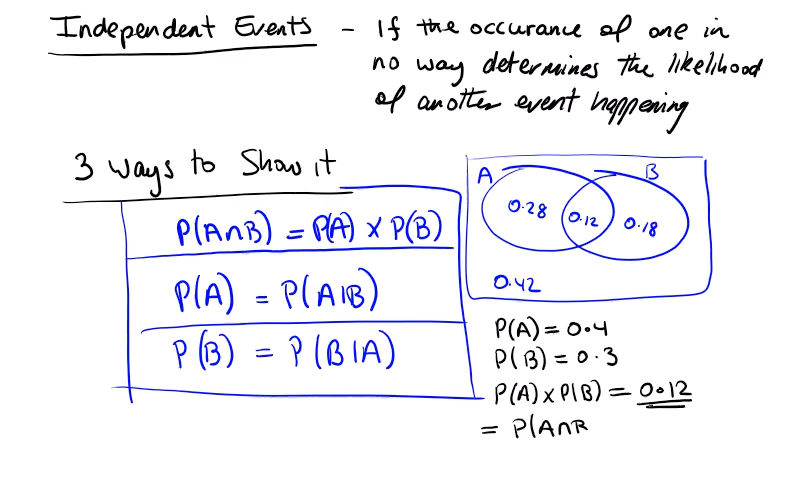 Independent Events - If the occurance of one in
no way determines the likelihood
of another event happening
3 ways to Show it
P(A∩B) = P(A) x P(B)
P(A) = P(A|B)
P(B) = P(B|A)
A B
0.28 0.12 0.18
0.42
P(A) = 0.4
P(B) = 0.3
P(A) x P(B) = 0.12
= P(A∩B